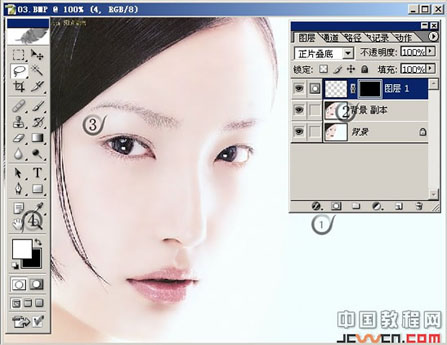 03.BMP @ 100% (4, RGB/8)
图层 通道 路径 历史记录 动作
正片叠底 不透明度: 100%
锁定: 填充: 100%
图层 1
背景 副本
背景
1
2
3
4
T
中国教程网
JCWCN.COM